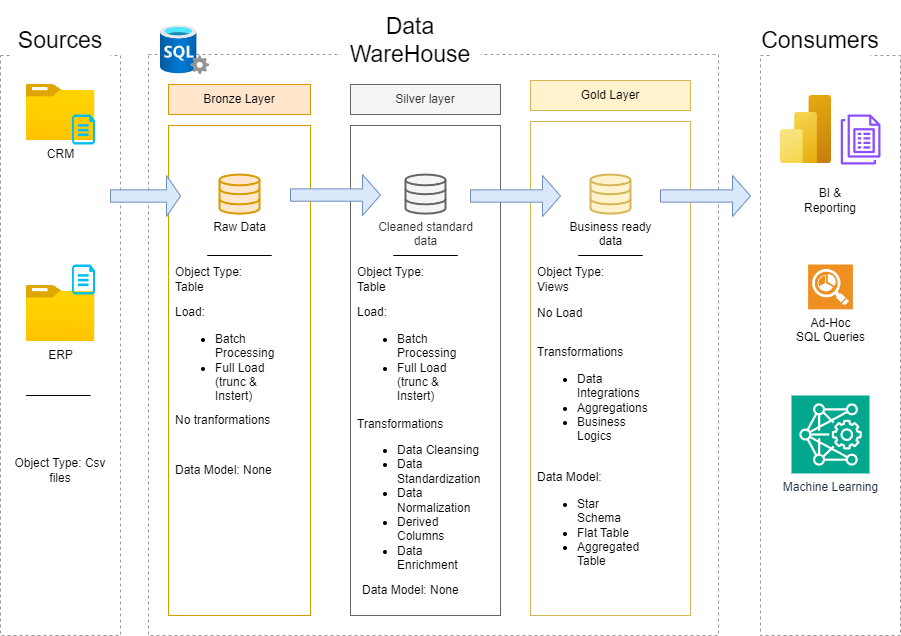 Sources
CRM
ERP
Object Type: Csv
files
Data
WareHouse
SQL
Bronze Layer
Raw Data
Object Type:
Table
Load:
Batch
Processing
Full Load
(trunc &
Instert)
No tranformations
Data Model: None
Silver layer
Cleaned standard
data
Object Type:
Table
Load:
Batch
Processing
Full Load
(trunc &
Instert)
Transformations
Data Cleansing
Data
Standardization
Data
Normalization
Derived
Columns
Data
Enrichment
Data Model: None
Gold Layer
Business ready
data
Object Type:
Views
No Load
Transformations
Data
Integrations
Aggregations
Business
Logics
Data Model:
Star
Schema
Flat Table
Aggregated
Table
Consumers
BI &
Reporting
Ad-Hoc
SQL Queries
Machine Learning